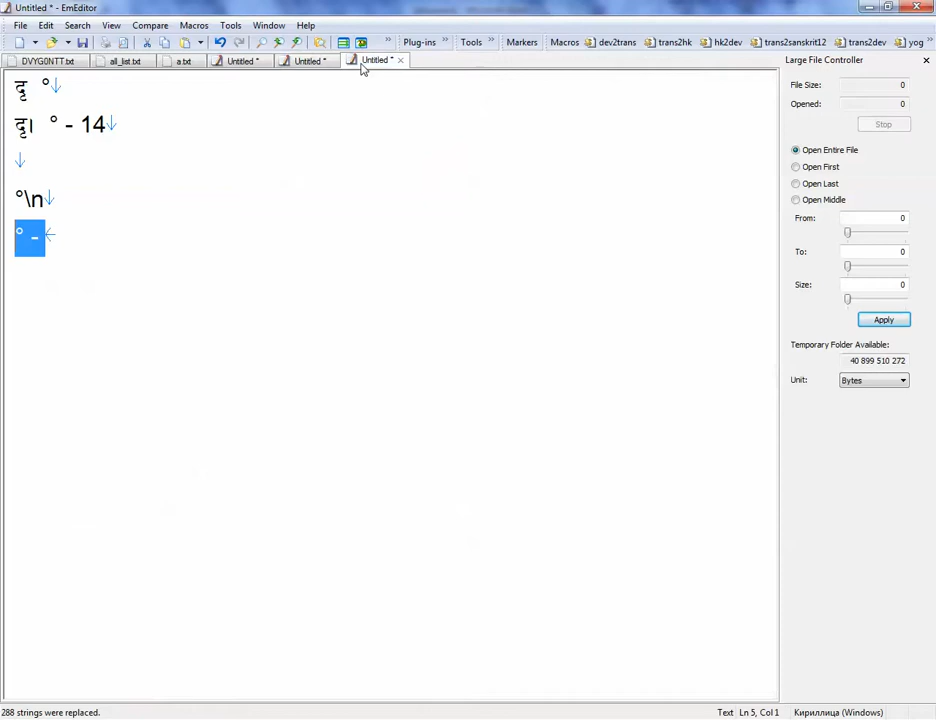 Untitled * - EmEditor
File Edit Search View Compare Macros Tools Window Help
Plug-ins » Tools » Markers Macros dev2trans trans2hk hk2dev trans2sanskrit12 trans2dev yog »
DVYG0NTT.txt all_list.txt a.txt Untitled * Untitled * Untitled *
दृ °↓
दृ। ° - 14↓
↓
°\n↓
° -←
Large File Controller
File Size: 0
Opened: 0
Stop
Open Entire File
Open First
Open Last
Open Middle
From: 0
To: 0
Size: 0
Apply
Temporary Folder Available:
40 899 510 272
Unit: Bytes
288 strings were replaced. Text Ln 5, Col 1 Кириллица (Windows)